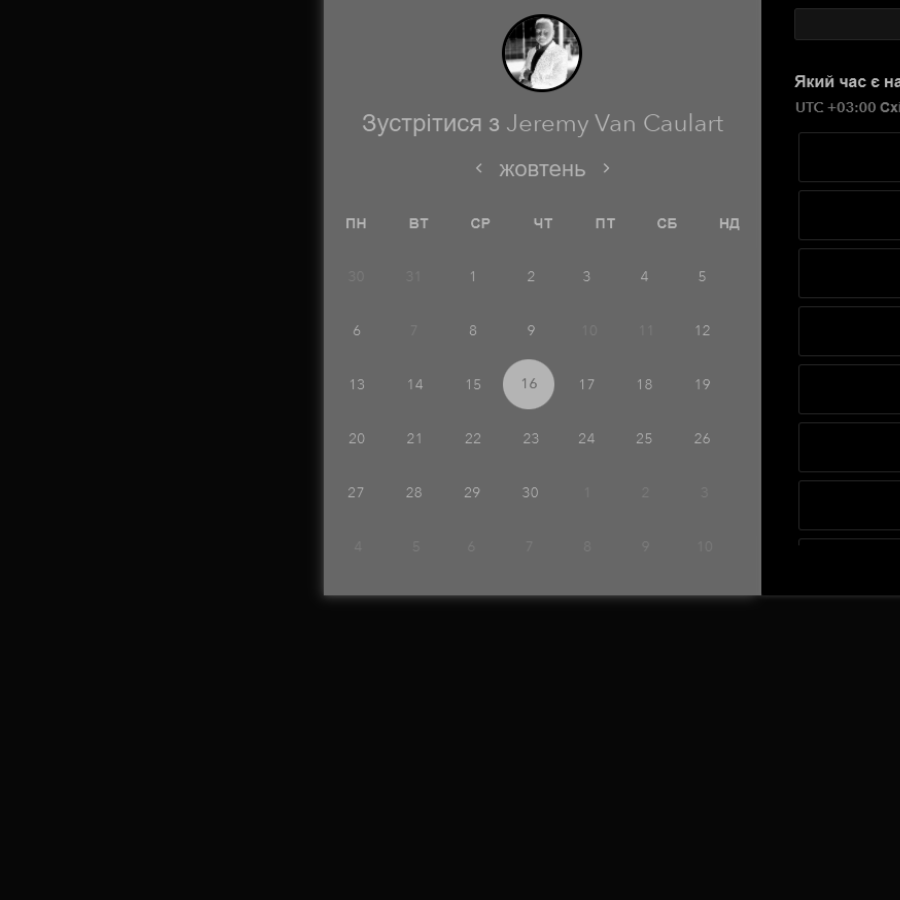 Зустрітися з Jeremy Van Caulart
жовтень
ПН ВТ СР ЧТ ПТ СБ НД
30 31 1 2 3 4 5
6 7 8 9 10 11 12
13 14 15 16 17 18 19
20 21 22 23 24 25 26
27 28 29 30 1 2 3
4 5 6 7 8 9 10
Який час є на
UTC +03:00 Схі